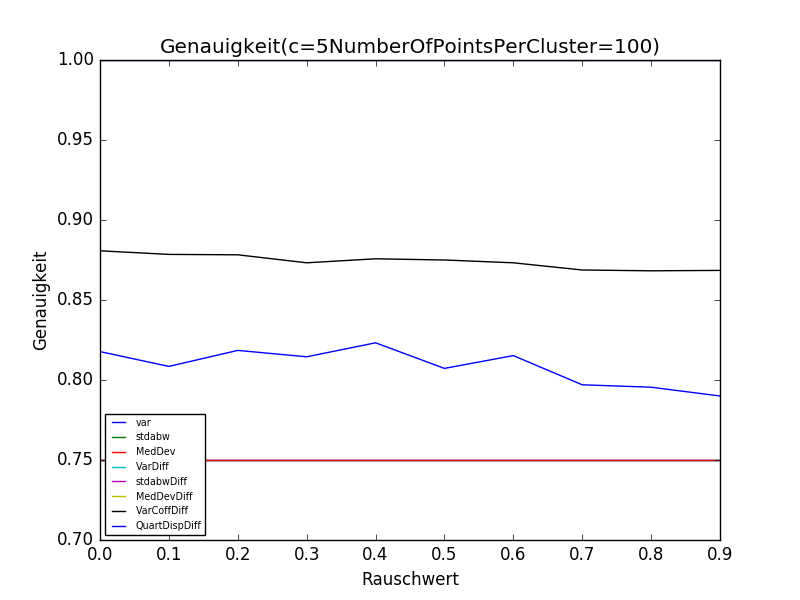 Genauigkeit(c=5NumberOfPointsPerCluster=100)
1.00
0.95
0.90
0.85
0.80
0.75
0.70
Genauigkeit
var
stdabw
MedDev
VarDiff
stdabwDiff
MedDevDiff
VarCoffDiff
QuartDispDiff
0.0 0.1 0.2 0.3 0.4 0.5 0.6 0.7 0.8 0.9
Rauschwert